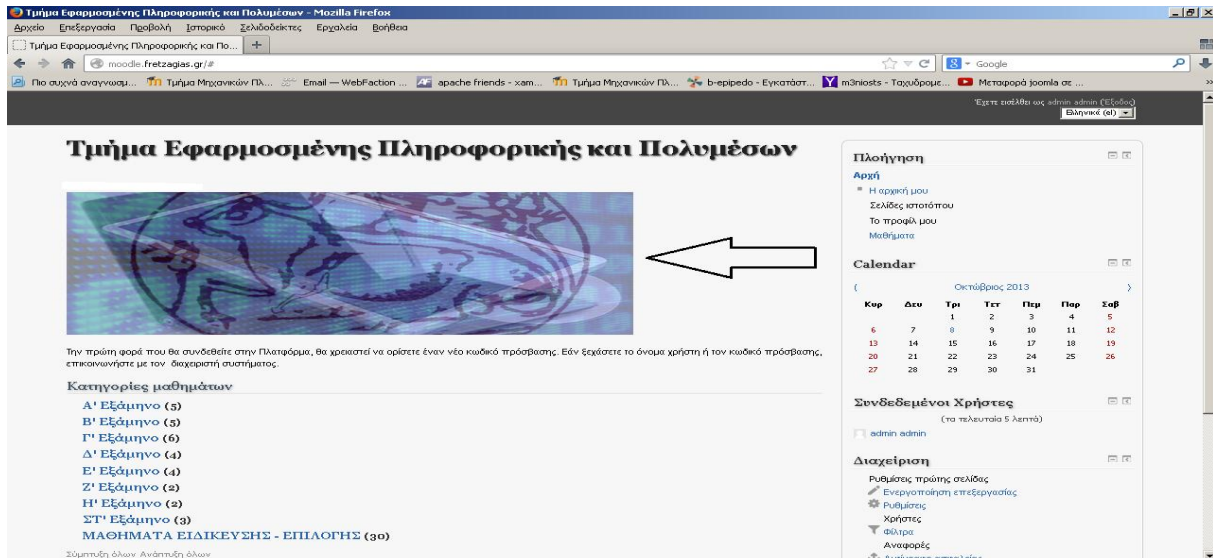 Τμήμα Εφαρμοσμένης Πληροφορικής και Πολυμέσων - Mozilla Firefox
Αρχείο Επεξεργασία Προβολή Ιστορικό Σελιδοδείκτες Εργαλεία Βοήθεια
Τμήμα Εφαρμοσμένης Πληροφορικής και Πο...
moodle.fretzagias.gr/#
Google
Πιο συχνά αναγνωσμ... Τμήμα Μηχανικών Πλ... Email — WebFaction ... apache friends - xam... Τμήμα Μηχανικών Πλ... b-epipedo - Εγκατάστ... m3niosts - Ταχυδρομε... Μεταφορά joomla σε ...
Έχετε εισέλθει ως admin admin (Έξοδος)
Ελληνικά (el)
Τμήμα Εφαρμοσμένης Πληροφορικής και Πολυμέσων
Την πρώτη φορά που θα συνδεθείτε στην Πλατφόρμα, θα χρειαστεί να ορίσετε έναν νέο κωδικό πρόσβασης. Εάν ξεχάσετε το όνομα χρήστη ή τον κωδικό πρόσβασης,
επικοινωνήστε με τον διαχειριστή συστήματος.
Κατηγορίες μαθημάτων
Α' Εξάμηνο (5)
Β' Εξάμηνο (5)
Γ' Εξάμηνο (6)
Δ' Εξάμηνο (4)
Ε' Εξάμηνο (4)
Ζ' Εξάμηνο (2)
Η' Εξάμηνο (2)
ΣΤ' Εξάμηνο (3)
ΜΑΘΗΜΑΤΑ ΕΙΔΙΚΕΥΣΗΣ - ΕΠΙΛΟΓΗΣ (30)
Σύμπτυξη όλων Ανάπτυξη όλων
Πλοήγηση
Αρχή
Η αρχική μου
Σελίδες ιστοτόπου
Το προφίλ μου
Μαθήματα
Calendar
Οκτώβριος 2013
Κυρ Δευ Τρι Τετ Πεμ Παρ Σαβ
1 2 3 4 5
6 7 8 9 10 11 12
13 14 15 16 17 18 19
20 21 22 23 24 25 26
27 28 29 30 31
Συνδεδεμένοι Χρήστες
(τα τελευταία 5 λεπτά)
admin admin
Διαχείριση
Ρυθμίσεις πρώτης σελίδας
Ενεργοποίηση επεξεργασίας
Ρυθμίσεις
Χρήστες
Φίλτρα
Αναφορές